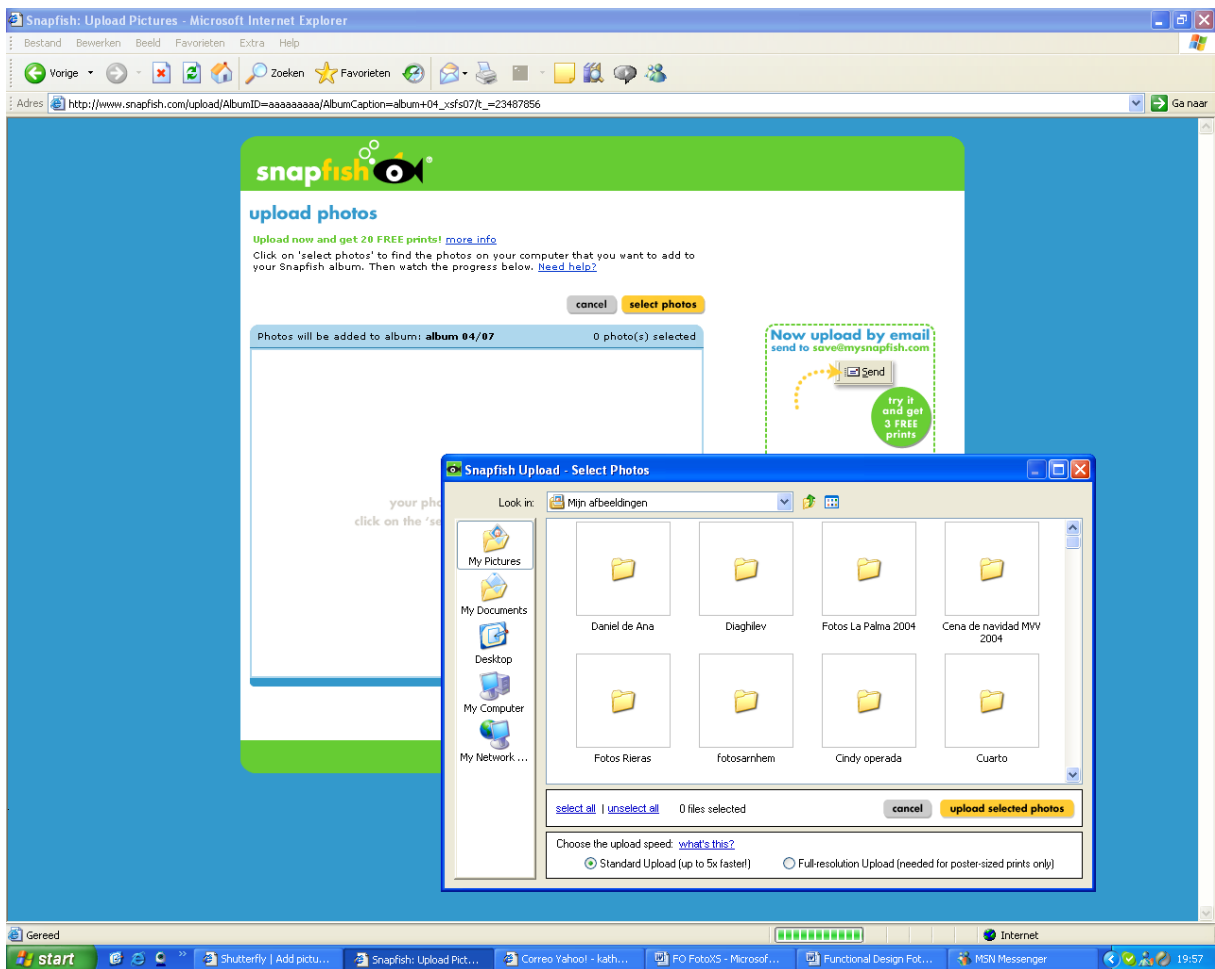 Snapfish: Upload Pictures - Microsoft Internet Explorer
Bestand Bewerken Beeld Favorieten Extra Help
Vorige Zoeken Favorieten
Adres http://www.snapfish.com/upload/AlbumID=aaaaaaaaa/AlbumCaption=album+04_xsfs07/t_=23487856 Ga naar
snapfish®
upload photos
Upload now and get 20 FREE prints! more info
Click on 'select photos' to find the photos on your computer that you want to add to
your Snapfish album. Then watch the progress below. Need help?
cancel select photos
Photos will be added to album: album 04/07 0 photo(s) selected
Now upload by email
send to save@mysnapfish.com
Send
try it
and get
3 FREE
prints
your pho
click on the 'se
Snapfish Upload - Select Photos
Look in: Mijn afbeeldingen
My Pictures
My Documents
Desktop
My Computer
My Network ...
Daniel de Ana Diaghilev Fotos La Palma 2004 Cena de navidad MVV
2004
Fotos Rieras fotosarnhem Cindy operada Cuarto
select all | unselect all 0 files selected cancel upload selected photos
Choose the upload speed: what's this?
Standard Upload (up to 5x faster!) Full-resolution Upload (needed for poster-sized prints only)
Gereed Internet
start Shutterfly | Add pictu... Snapfish: Upload Pict... Correo Yahoo! - kath... FO FotoXS - Microsof... Functional Design Fot... MSN Messenger 19:57